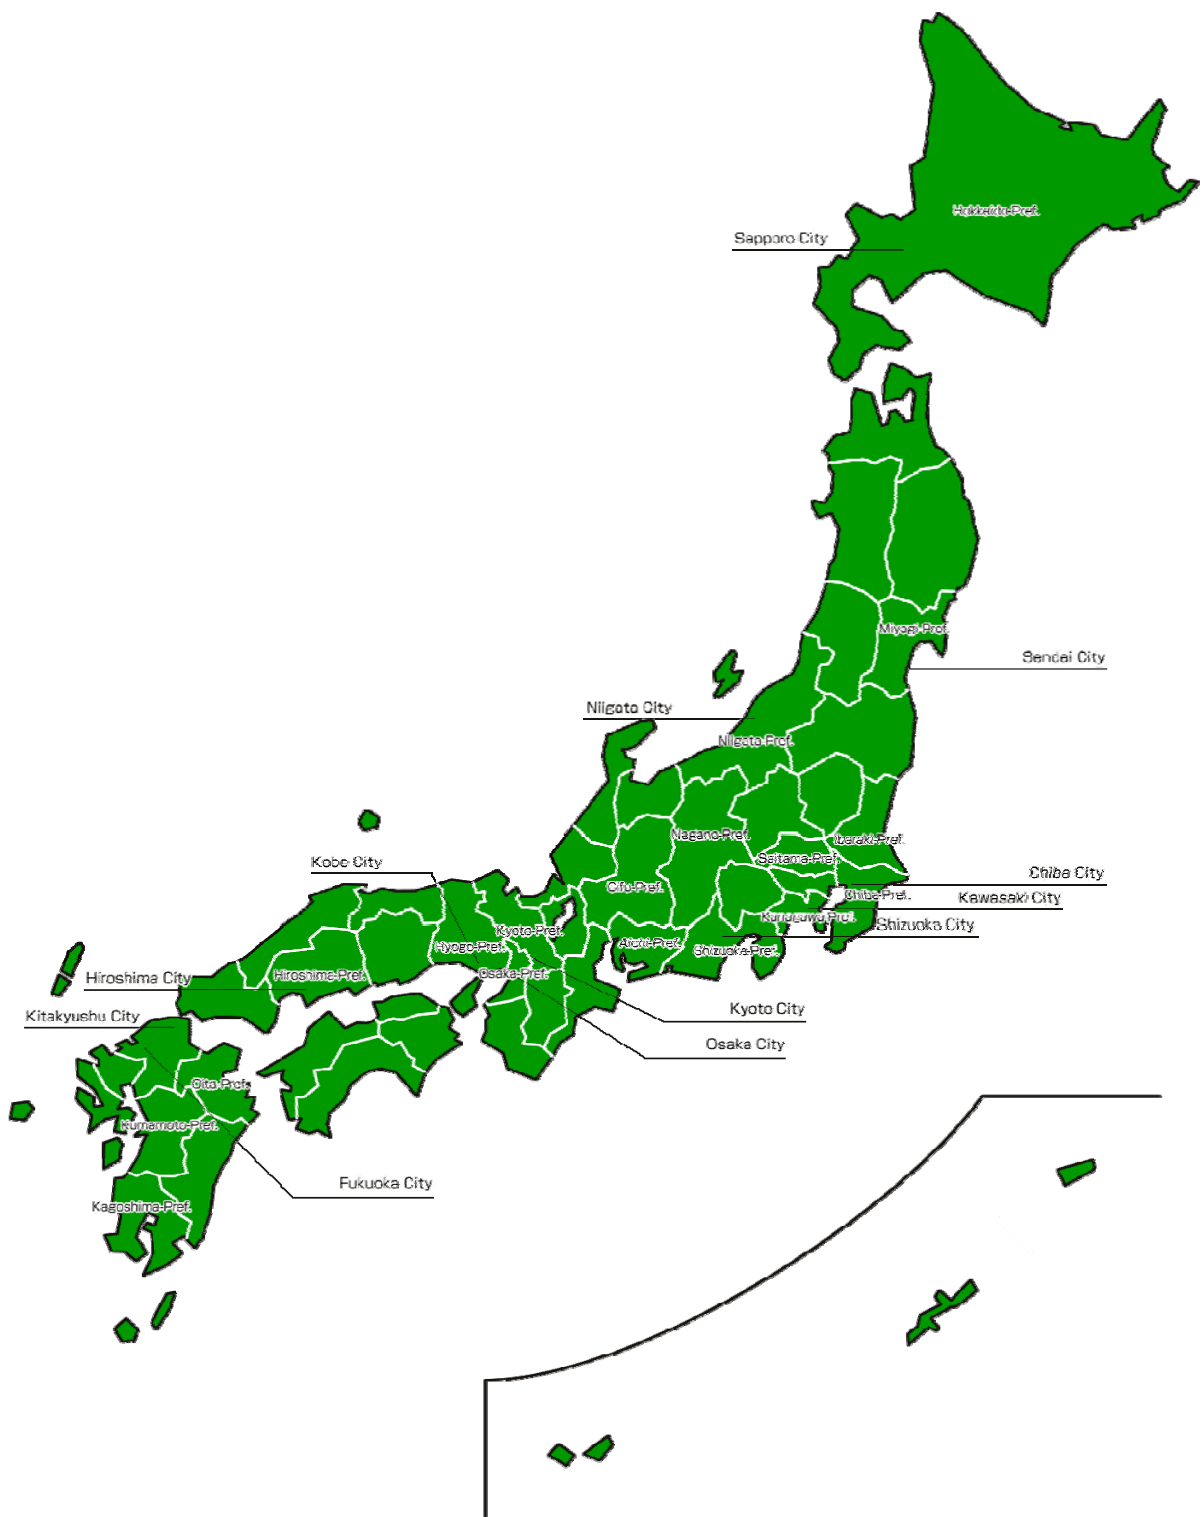 Hokkaido-Pref.
Sapporo City
Miyagi-Pref.
Sendai City
Niigata City
Niigata-Pref.
Nagano-Pref.
Ibaraki-Pref.
Saitama-Pref.
Kobe City
Chiba City
Gifu-Pref.
Chiba-Pref.
Kawasaki City
Kanagawa-Pref.
Shizuoka City
Kyoto-Pref.
Aichi-Pref.
Hyogo-Pref.
Shizuoka-Pref.
Osaka-Pref.
Hiroshima-Pref.
Hiroshima City
Kyoto City
Kitakyushu City
Osaka City
Oita-Pref.
Kumamoto-Pref.
Fukuoka City
Kagoshima-Pref.